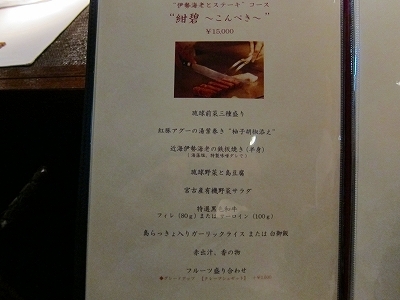 "伊勢海老とステーキ" コース
"紺碧 ～こんぺき～"
￥15,000
琉球前菜三種盛り
紅豚アグーの湯葉巻き "柚子胡椒添え"
近海伊勢海老の鉄板焼き (半身)
琉球野菜と島豆腐
宮古産有機野菜サラダ
特選黒毛和牛
フィレ (80ｇ) または サーロイン (100ｇ)
島らっきょ入りガーリックライス または 白御飯
赤出汁、香の物
フルーツ盛り合わせ